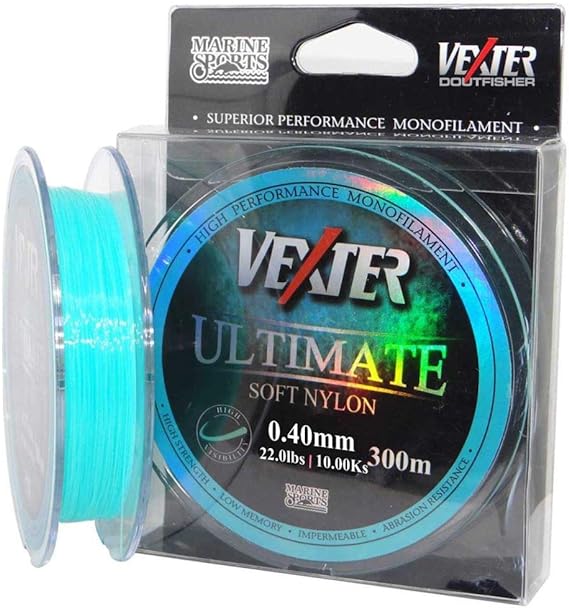 MARINE
SPORTS
VEXTER
DOUTFISHER
SUPERIOR PERFORMANCE MONOFILAMENT
HIGH PERFORMANCE MONOFILAMENT
VEXTER
ULTIMATE
SOFT NYLON
HIGH
VISIBILITY
0.40mm
22.0lbs | 10.00Ks
300m
MARINE
SPORTS
HIGH STRENGTH · LOW MEMORY · IMPERMEABLE · ABRASION RESISTANCE ·